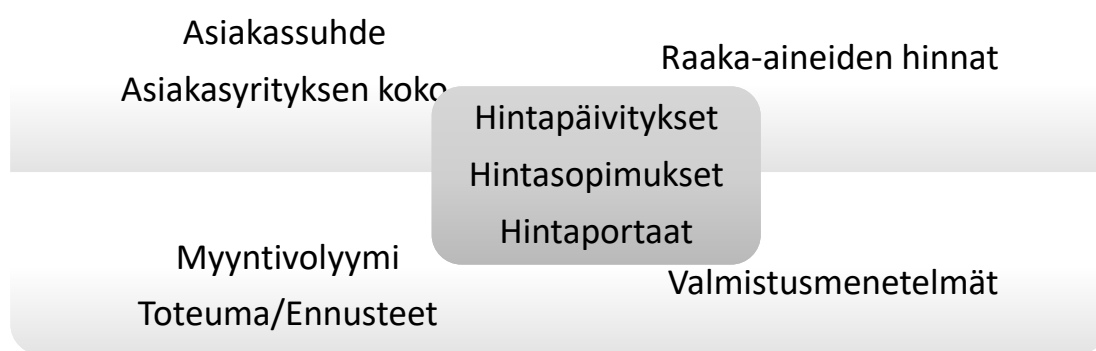 Asiakassuhde
Asiakasyrityksen koko
Raaka-aineiden hinnat
Hintapäivitykset
Hintasopimukset
Hintaportaat
Myyntivolyymi
Toteuma/Ennusteet
Valmistusmenetelmät